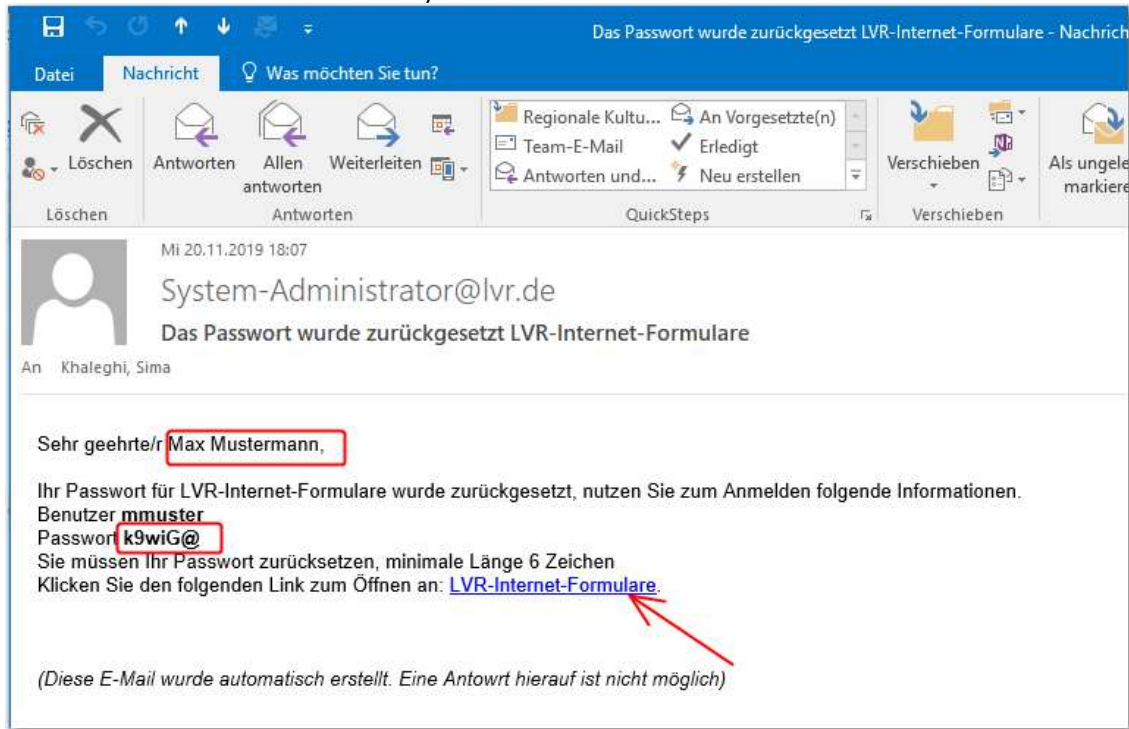 Das Passwort wurde zurückgesetzt LVR-Internet-Formulare - Nachrich
Datei Nachricht Was möchten Sie tun?
Regionale Kultu... An Vorgesetzte(n)
Team-E-Mail Erledigt
Löschen Antworten Allen antworten Weiterleiten Antworten und... Neu erstellen Verschieben Als ungele markiere
Löschen Antworten QuickSteps Verschieben
Mi 20.11.2019 18:07
System-Administrator@lvr.de
Das Passwort wurde zurückgesetzt LVR-Internet-Formulare
An Khaleghi, Sima
Sehr geehrte/r Max Mustermann,
Ihr Passwort für LVR-Internet-Formulare wurde zurückgesetzt, nutzen Sie zum Anmelden folgende Informationen.
Benutzer mmuster
Passwort k9wiG@
Sie müssen Ihr Passwort zurücksetzen, minimale Länge 6 Zeichen
Klicken Sie den folgenden Link zum Öffnen an: LVR-Internet-Formulare.
(Diese E-Mail wurde automatisch erstellt. Eine Antowrt hierauf ist nicht möglich)